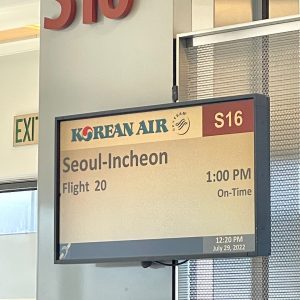 S16
EXIT
KOREAN AIR
SKYTEAM
S16
Seoul-Incheon
Flight 20
1:00 PM
On-Time
12:20 PM
July 29, 2022